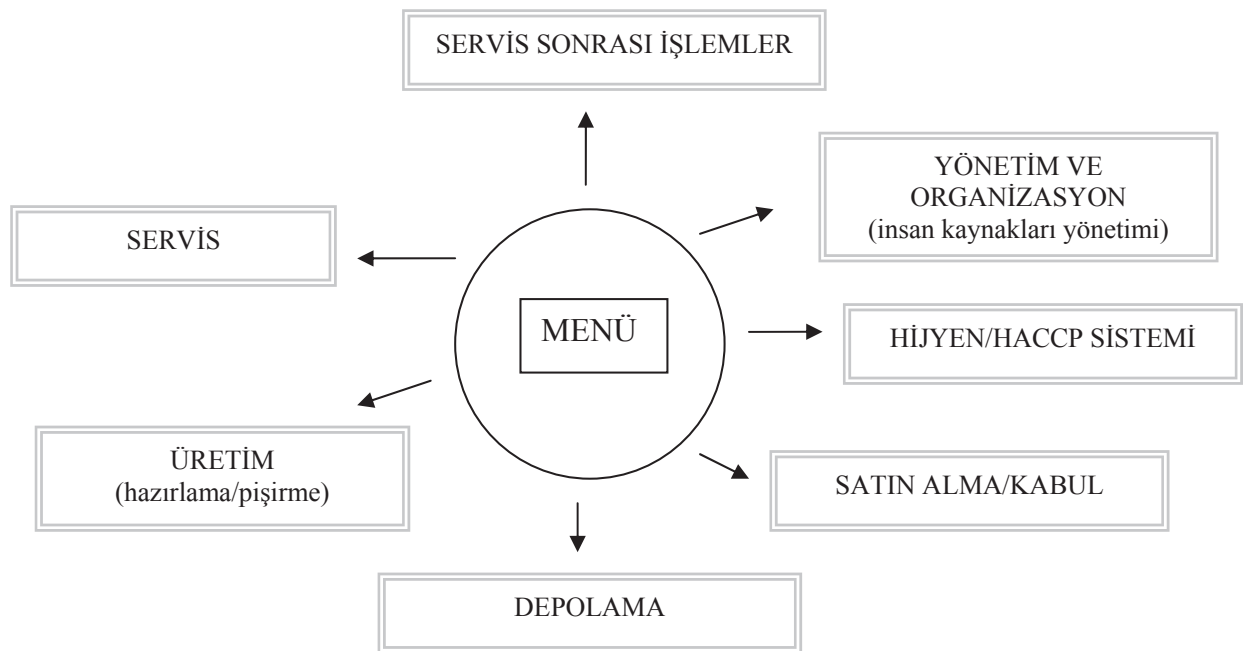 SERVİS SONRASI İŞLEMLER
YÖNETİM VE
ORGANİZASYON
(insan kaynakları yönetimi)
SERVİS
MENÜ
HİJYEN/HACCP SİSTEMİ
ÜRETİM
(hazırlama/pişirme)
SATIN ALMA/KABUL
DEPOLAMA